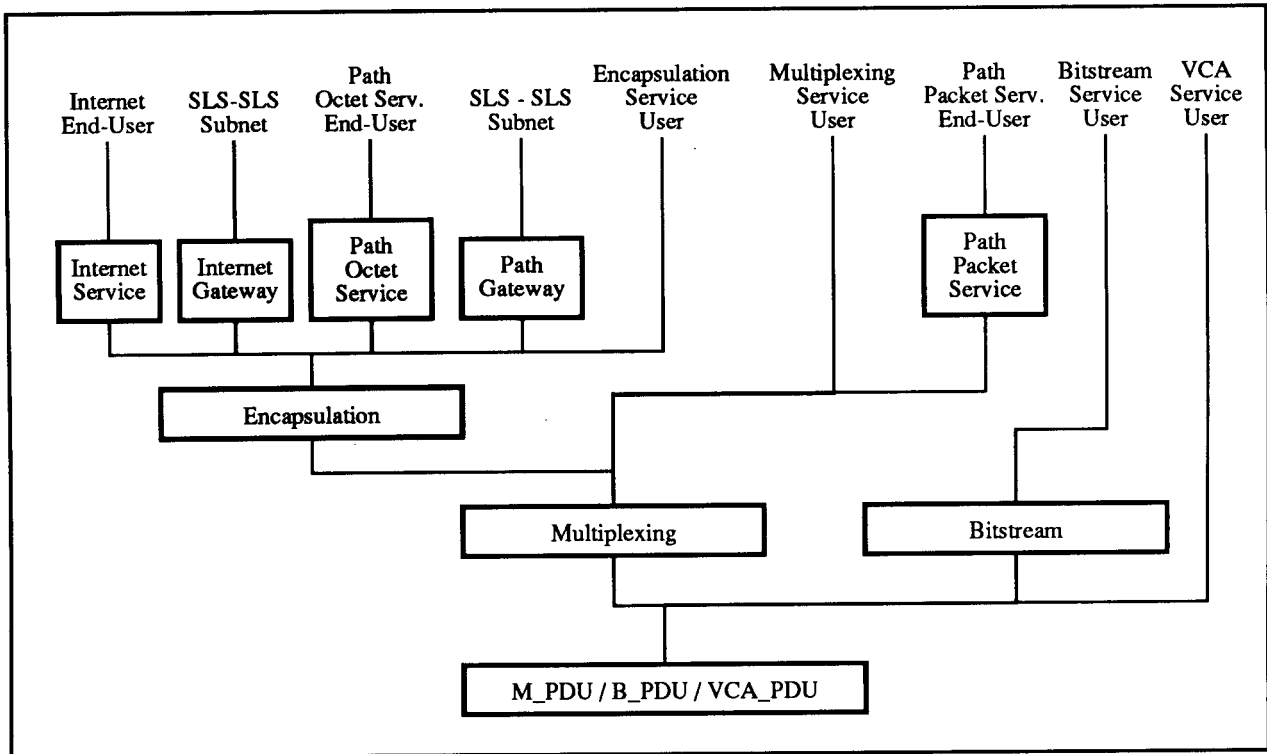 Internet
End-User
SLS-SLS
Subnet
Path
Octet Serv.
End-User
SLS - SLS
Subnet
Encapsulation
Service
User
Multiplexing
Service
User
Path
Packet Serv.
End-User
Bitstream
Service
User
VCA
Service
User
Internet
Service
Internet
Gateway
Path
Octet
Service
Path
Gateway
Path
Packet
Service
Encapsulation
Multiplexing
Bitstream
M_PDU / B_PDU / VCA_PDU